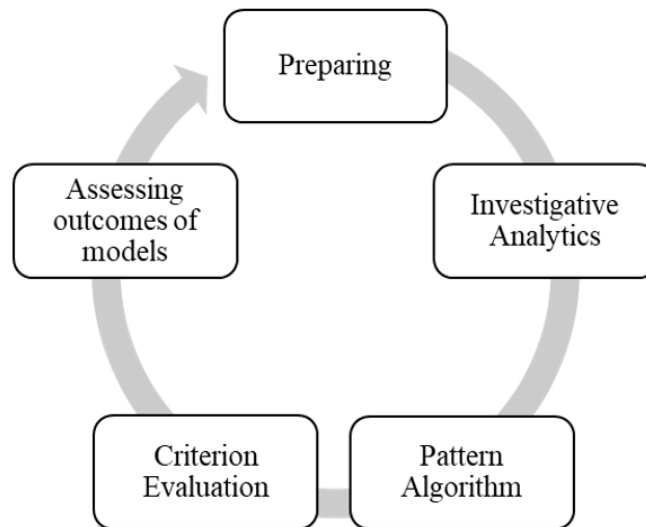 Preparing
Investigative
Analytics
Pattern
Algorithm
Criterion
Evaluation
Assessing
outcomes of
models